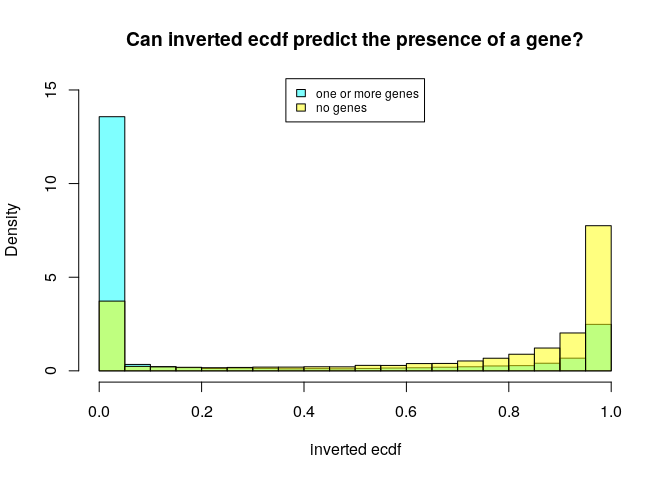 Can inverted ecdf predict the presence of a gene?
one or more genes
no genes
Density
15
10
5
0
0.0 0.2 0.4 0.6 0.8 1.0
inverted ecdf